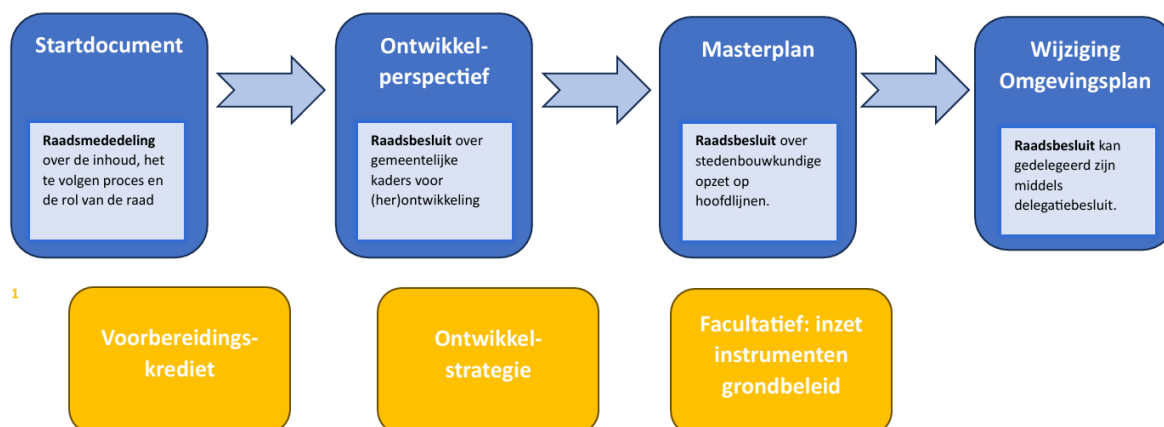 Startdocument
Raadsmededeling
over de inhoud, het
te volgen proces en
de rol van de raad
Ontwikkel-
perspectief
Raadsbesluit over
gemeentelijke
kaders voor
(her)ontwikkeling
Masterplan
Raadsbesluit over
stedenbouwkundige
opzet op
hoofdlijnen.
Wijziging
Omgevingsplan
Raadsbesluit kan
gedelegeerd zijn
middels
delegatiebesluit.
1
Voorbereidings-
krediet
Ontwikkel-
strategie
Facultatief: inzet
instrumenten
grondbeleid